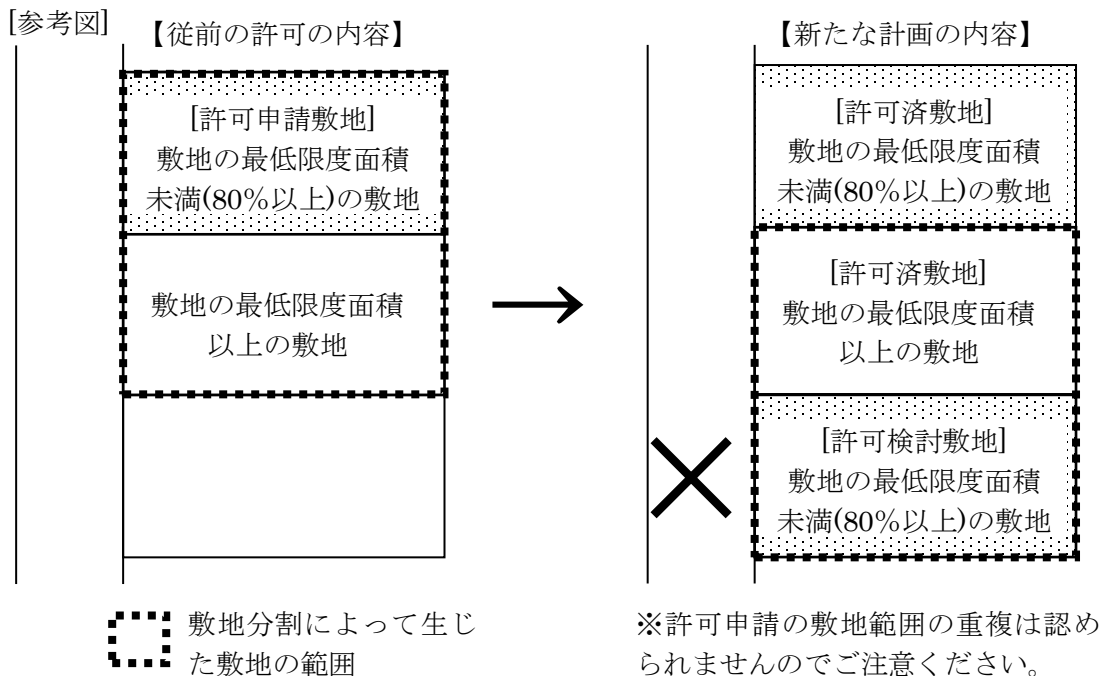 [参考図]
【従前の許可の内容】
[許可申請敷地]
敷地の最低限度面積
未満(80％以上)の敷地
敷地の最低限度面積
以上の敷地
【新たな計画の内容】
[許可済敷地]
敷地の最低限度面積
未満(80％以上)の敷地
[許可済敷地]
敷地の最低限度面積
以上の敷地
[許可検討敷地]
敷地の最低限度面積
未満(80％以上)の敷地
敷地分割によって生じ
た敷地の範囲
※許可申請の敷地範囲の重複は認め
られませんのでご注意ください。